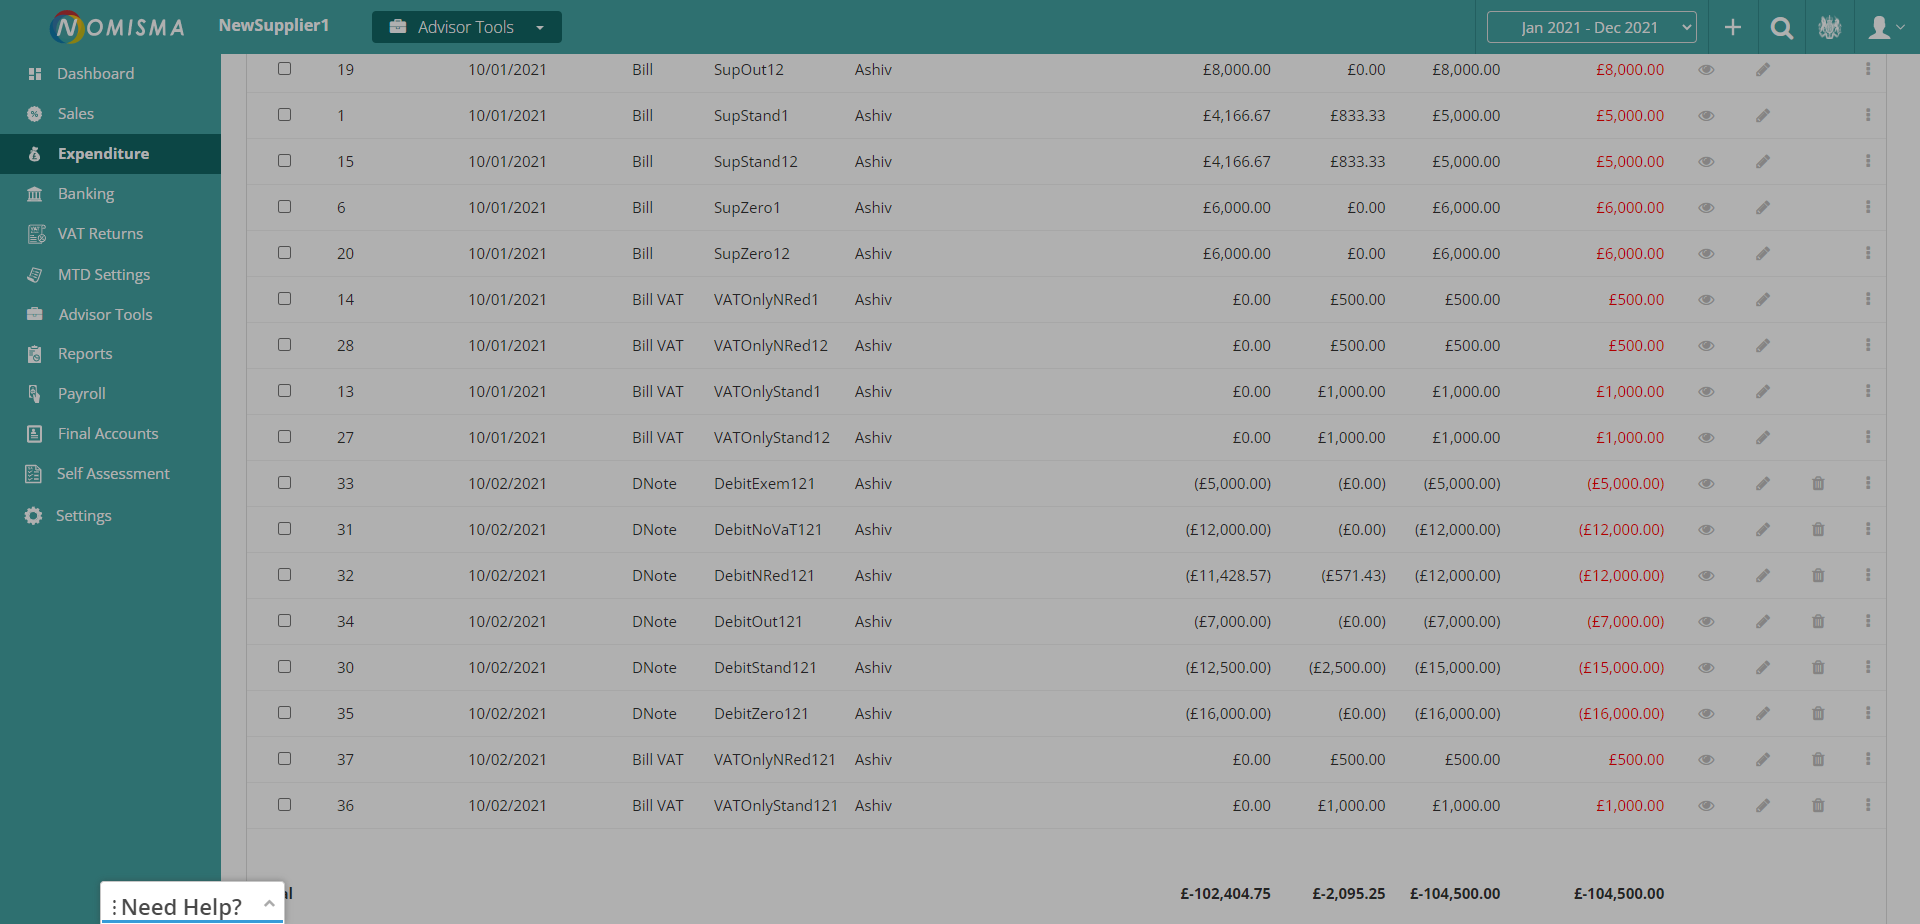 NOMISMA NewSupplier1 Advisor Tools Jan 2021 - Dec 2021
Dashboard
Sales
Expenditure
Banking
VAT Returns
MTD Settings
Advisor Tools
Reports
Payroll
Final Accounts
Self Assessment
Settings
19 10/01/2021 Bill SupOut12 Ashiv £8,000.00 £0.00 £8,000.00 £8,000.00
1 10/01/2021 Bill SupStand1 Ashiv £4,166.67 £833.33 £5,000.00 £5,000.00
15 10/01/2021 Bill SupStand12 Ashiv £4,166.67 £833.33 £5,000.00 £5,000.00
6 10/01/2021 Bill SupZero1 Ashiv £6,000.00 £0.00 £6,000.00 £6,000.00
20 10/01/2021 Bill SupZero12 Ashiv £6,000.00 £0.00 £6,000.00 £6,000.00
14 10/01/2021 Bill VAT VATOnlyNRed1 Ashiv £0.00 £500.00 £500.00 £500.00
28 10/01/2021 Bill VAT VATOnlyNRed12 Ashiv £0.00 £500.00 £500.00 £500.00
13 10/01/2021 Bill VAT VATOnlyStand1 Ashiv £0.00 £1,000.00 £1,000.00 £1,000.00
27 10/01/2021 Bill VAT VATOnlyStand12 Ashiv £0.00 £1,000.00 £1,000.00 £1,000.00
33 10/02/2021 DNote DebitExem121 Ashiv (£5,000.00) (£0.00) (£5,000.00) (£5,000.00)
31 10/02/2021 DNote DebitNoVaT121 Ashiv (£12,000.00) (£0.00) (£12,000.00) (£12,000.00)
32 10/02/2021 DNote DebitNRed121 Ashiv (£11,428.57) (£571.43) (£12,000.00) (£12,000.00)
34 10/02/2021 DNote DebitOut121 Ashiv (£7,000.00) (£0.00) (£7,000.00) (£7,000.00)
30 10/02/2021 DNote DebitStand121 Ashiv (£12,500.00) (£2,500.00) (£15,000.00) (£15,000.00)
35 10/02/2021 DNote DebitZero121 Ashiv (£16,000.00) (£0.00) (£16,000.00) (£16,000.00)
37 10/02/2021 Bill VAT VATOnlyNRed121 Ashiv £0.00 £500.00 £500.00 £500.00
36 10/02/2021 Bill VAT VATOnlyStand121 Ashiv £0.00 £1,000.00 £1,000.00 £1,000.00
£-102,404.75 £-2,095.25 £-104,500.00 £-104,500.00
Need Help?